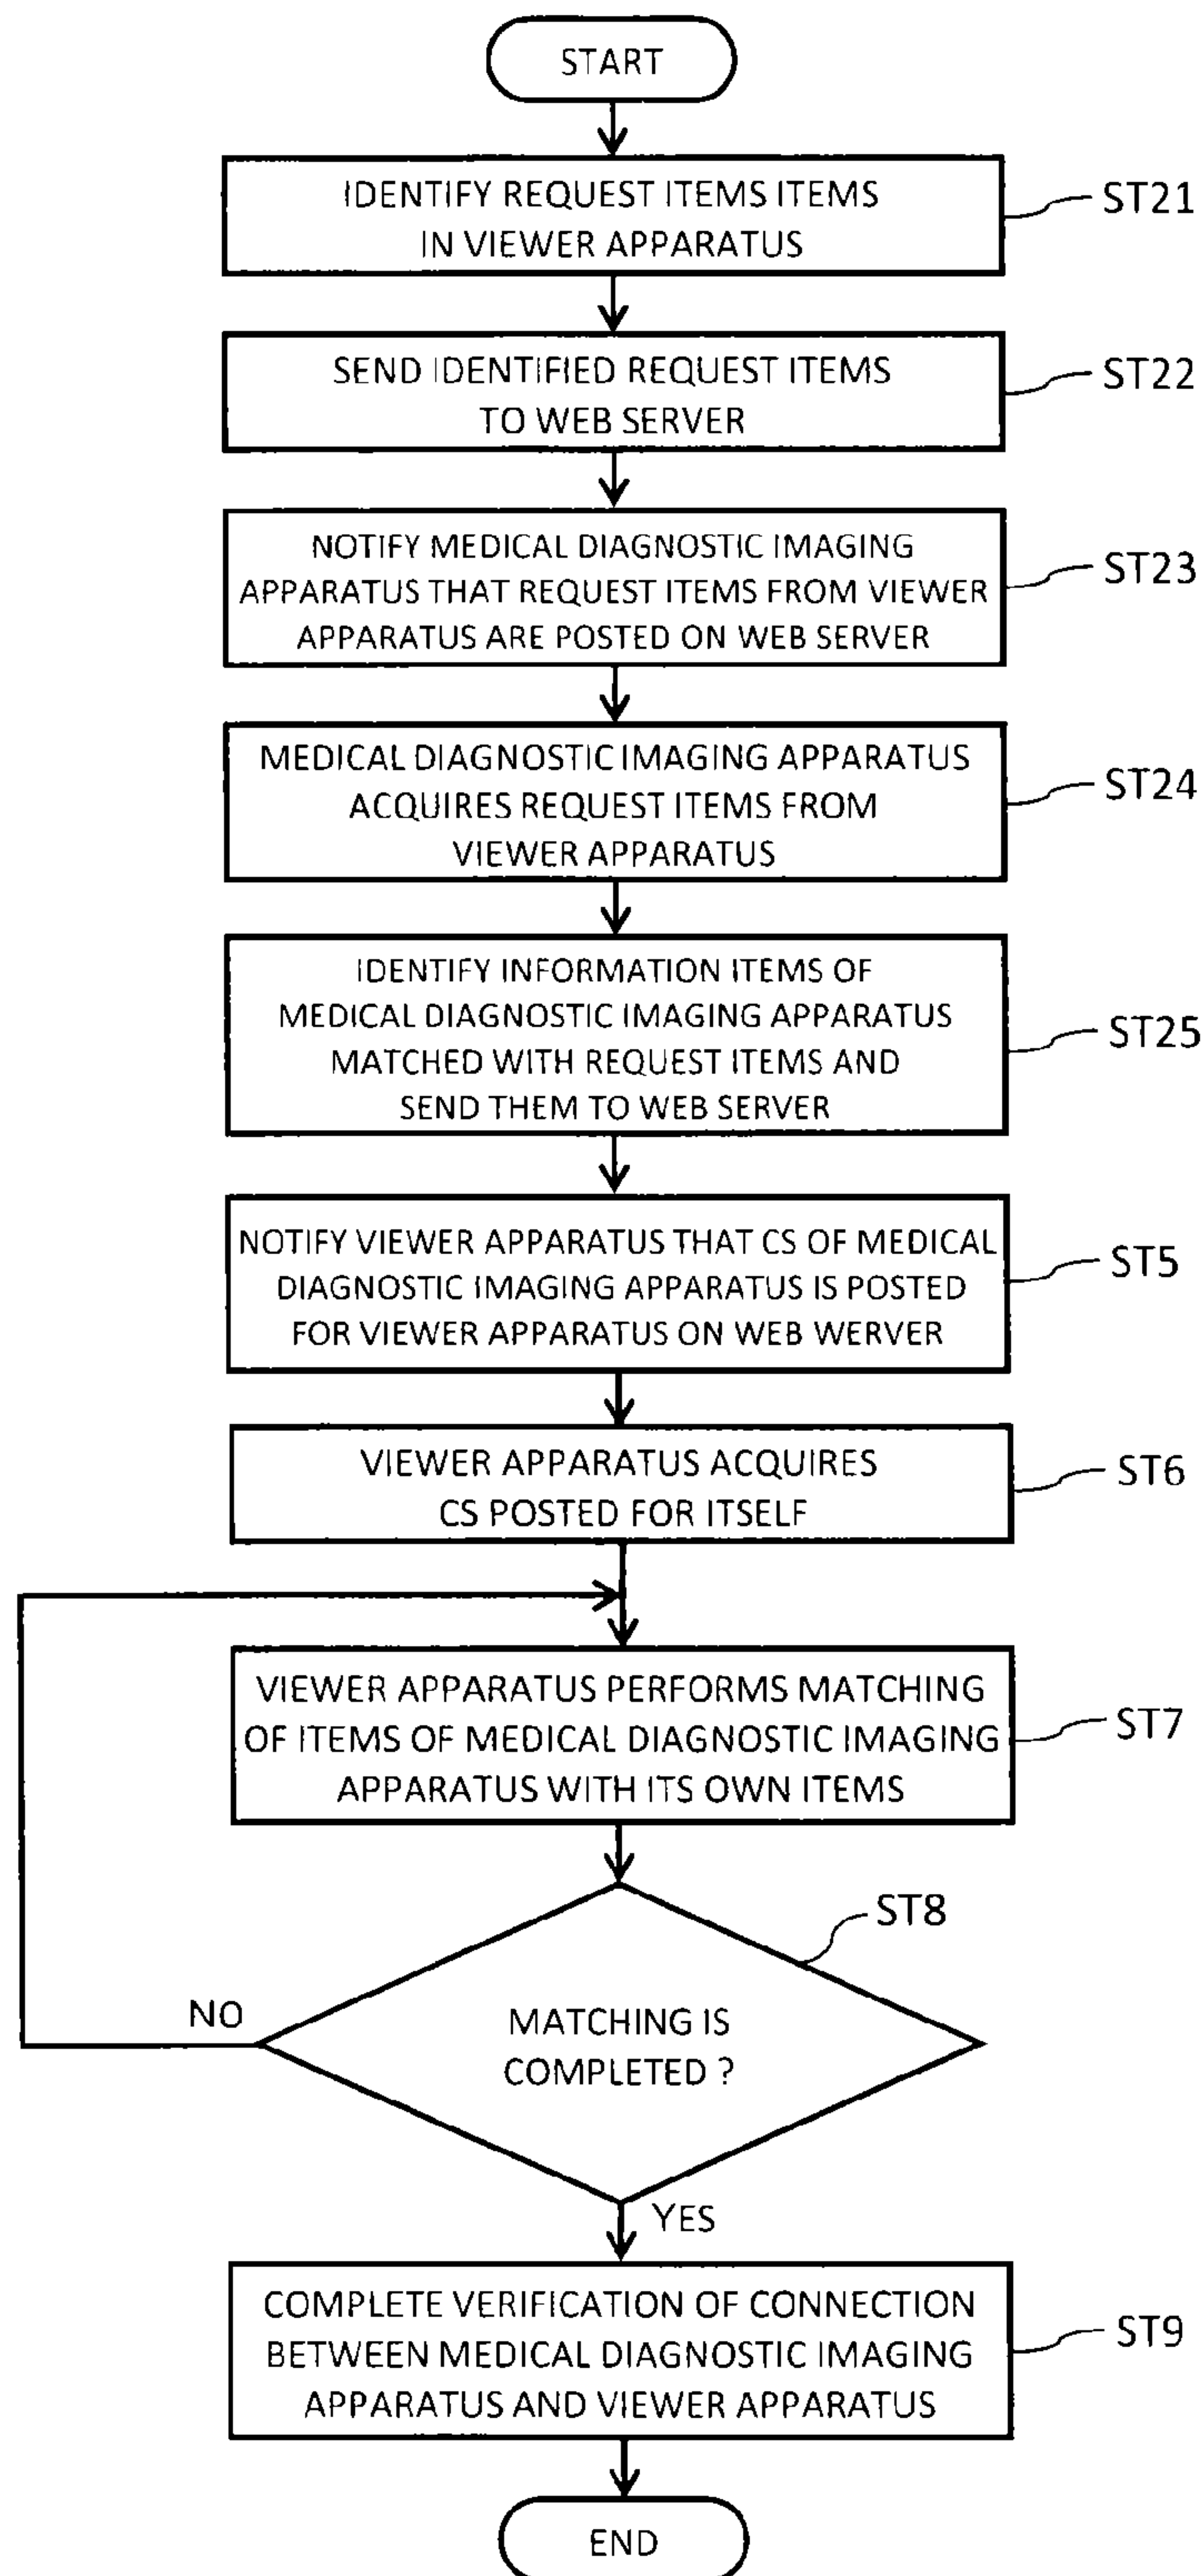 START
IDENTIFY REQUEST ITEMS ITEMS
IN VIEWER APPARATUS
ST21
SEND IDENTIFIED REQUEST ITEMS
TO WEB SERVER
ST22
NOTIFY MEDICAL DIAGNOSTIC IMAGING
APPARATUS THAT REQUEST ITEMS FROM VIEWER
APPARATUS ARE POSTED ON WEB SERVER
ST23
MEDICAL DIAGNOSTIC IMAGING APPARATUS
ACQUIRES REQUEST ITEMS FROM
VIEWER APPARATUS
ST24
IDENTIFY INFORMATION ITEMS OF
MEDICAL DIAGNOSTIC IMAGING APPARATUS
MATCHED WITH REQUEST ITEMS AND
SEND THEM TO WEB SERVER
ST25
NOTIFY VIEWER APPARATUS THAT CS OF MEDICAL
DIAGNOSTIC IMAGING APPARATUS IS POSTED
FOR VIEWER APPARATUS ON WEB WERVER
ST5
VIEWER APPARATUS ACQUIRES
CS POSTED FOR ITSELF
ST6
VIEWER APPARATUS PERFORMS MATCHING
OF ITEMS OF MEDICAL DIAGNOSTIC IMAGING
APPARATUS WITH ITS OWN ITEMS
ST7
ST8
NO
MATCHING IS
COMPLETED ?
YES
COMPLETE VERIFICATION OF CONNECTION
BETWEEN MEDICAL DIAGNOSTIC IMAGING
APPARATUS AND VIEWER APPARATUS
ST9
END